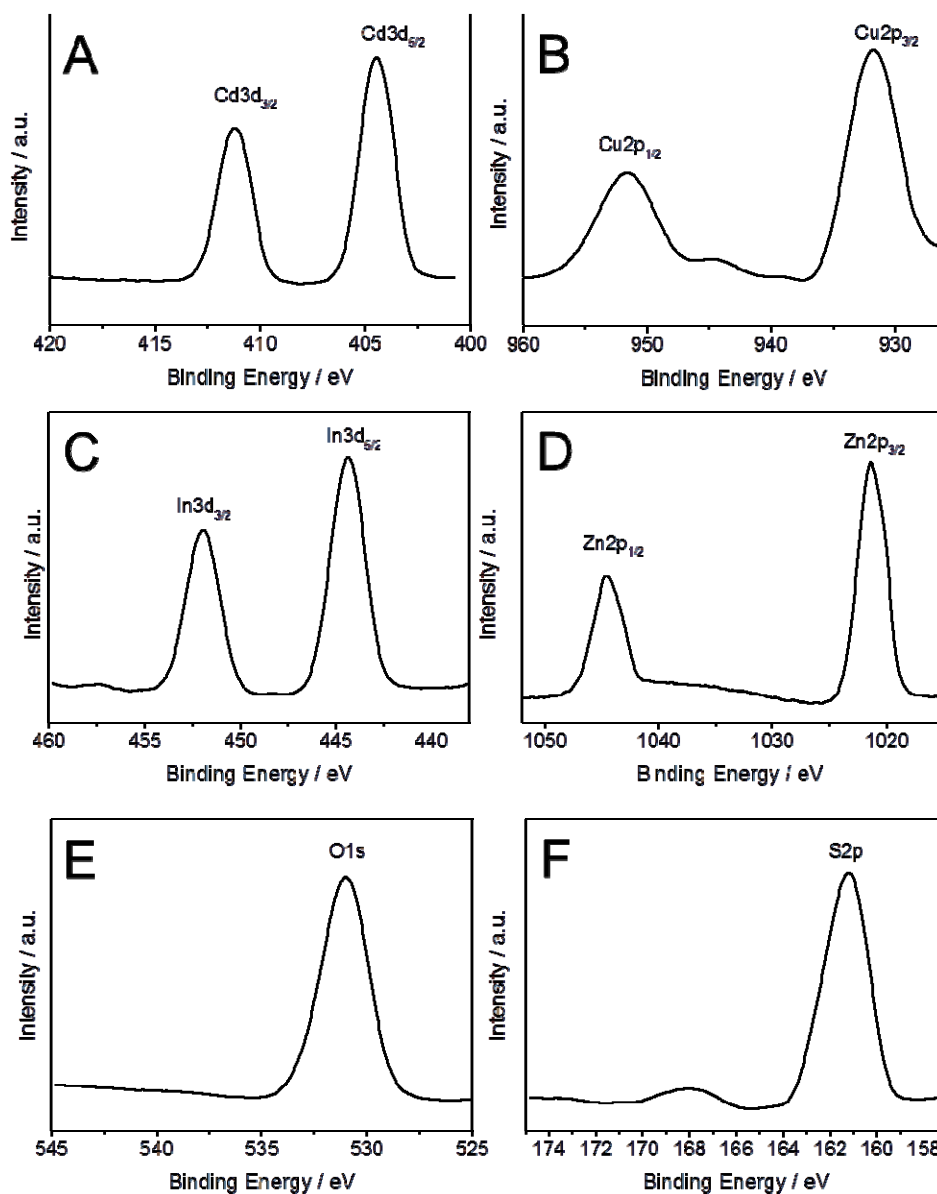 A
Cd3d5/2
Cd3d3/2
Intensity / a.u.
420 415 410 405 400
Binding Energy / eV
B
Cu2p3/2
Cu2p1/2
Intensity / a.u.
960 950 940 930
Binding Energy / eV
C
In3d5/2
In3d3/2
Intensity / a.u.
460 455 450 445 440
Binding Energy / eV
D
Zn2p3/2
Zn2p1/2
Intensity / a.u.
1050 1040 1030 1020
Binding Energy / eV
E
O1s
Intensity / a.u.
545 540 535 530 525
Binding Energy / eV
F
S2p
Intensity / a.u.
174 172 170 168 166 164 162 160 158
Binding Energy / eV